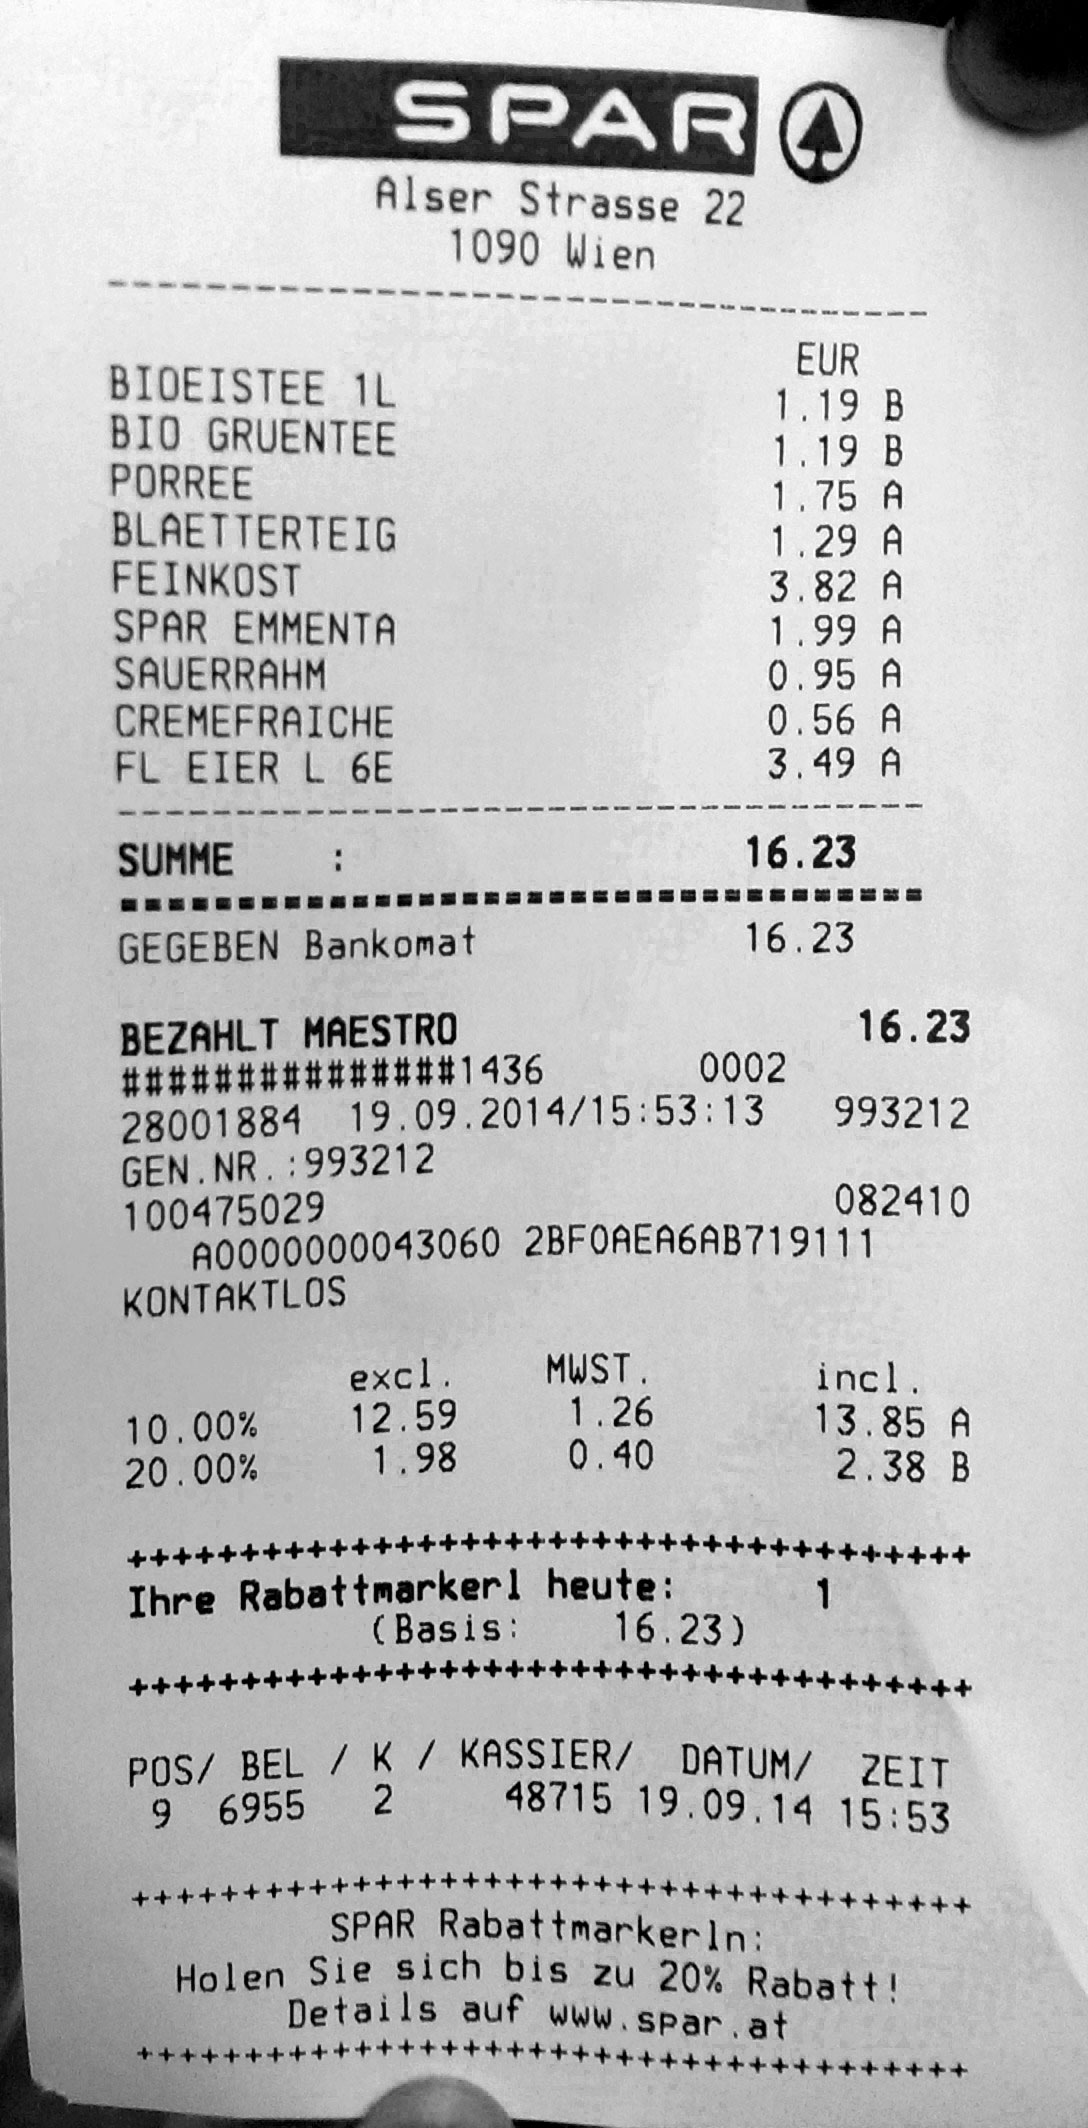 SPAR
Alser Strasse 22
1090 Wien
EUR
BIOEISTEE 1L 1.19 B
BIO GRUENTEE 1.19 B
PORREE 1.75 A
BLAETTERTEIG 1.29 A
FEINKOST 3.82 A
SPAR EMMENTA 1.99 A
SAUERRAHM 0.95 A
CREMEFRAICHE 0.56 A
FL EIER L 6E 3.49 A
SUMME : 16.23
GEGEBEN Bankomat 16.23
BEZAHLT MAESTRO 16.23
###############1436 0002
28001884 19.09.2014/15:53:13 993212
GEN.NR.:993212
100475029 082410
A0000000043060 2BF0AEA6AB719111
KONTAKTLOS
excl. MWST. incl.
10.00% 12.59 1.26 13.85 A
20.00% 1.98 0.40 2.38 B
++++++++++++++++++++++++++++++++++++
Ihre Rabattmarkerl heute: 1
(Basis: 16.23)
++++++++++++++++++++++++++++++++++++
POS/ BEL / K / KASSIER/ DATUM/ ZEIT
9 6955 2 48715 19.09.14 15:53
++++++++++++++++++++++++++++++++++++
SPAR Rabattmarkerln:
Holen Sie sich bis zu 20% Rabatt!
Details auf www.spar.at
++++++++++++++++++++++++++++++++++++